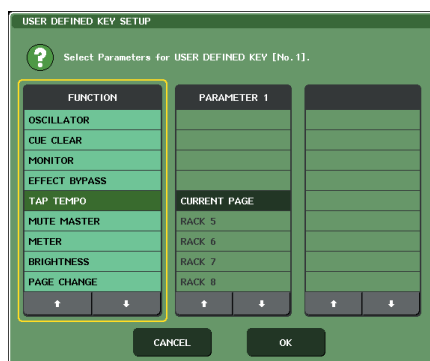 USER DEFINED KEY SETUP
?
Select Parameters for USER DEFINED KEY [No.1].
FUNCTION
PARAMETER 1
OSCILLATOR
CUE CLEAR
MONITOR
EFFECT BYPASS
TAP TEMPO
CURRENT PAGE
MUTE MASTER
RACK 5
METER
RACK 6
BRIGHTNESS
RACK 7
PAGE CHANGE
RACK 8
CANCEL
OK